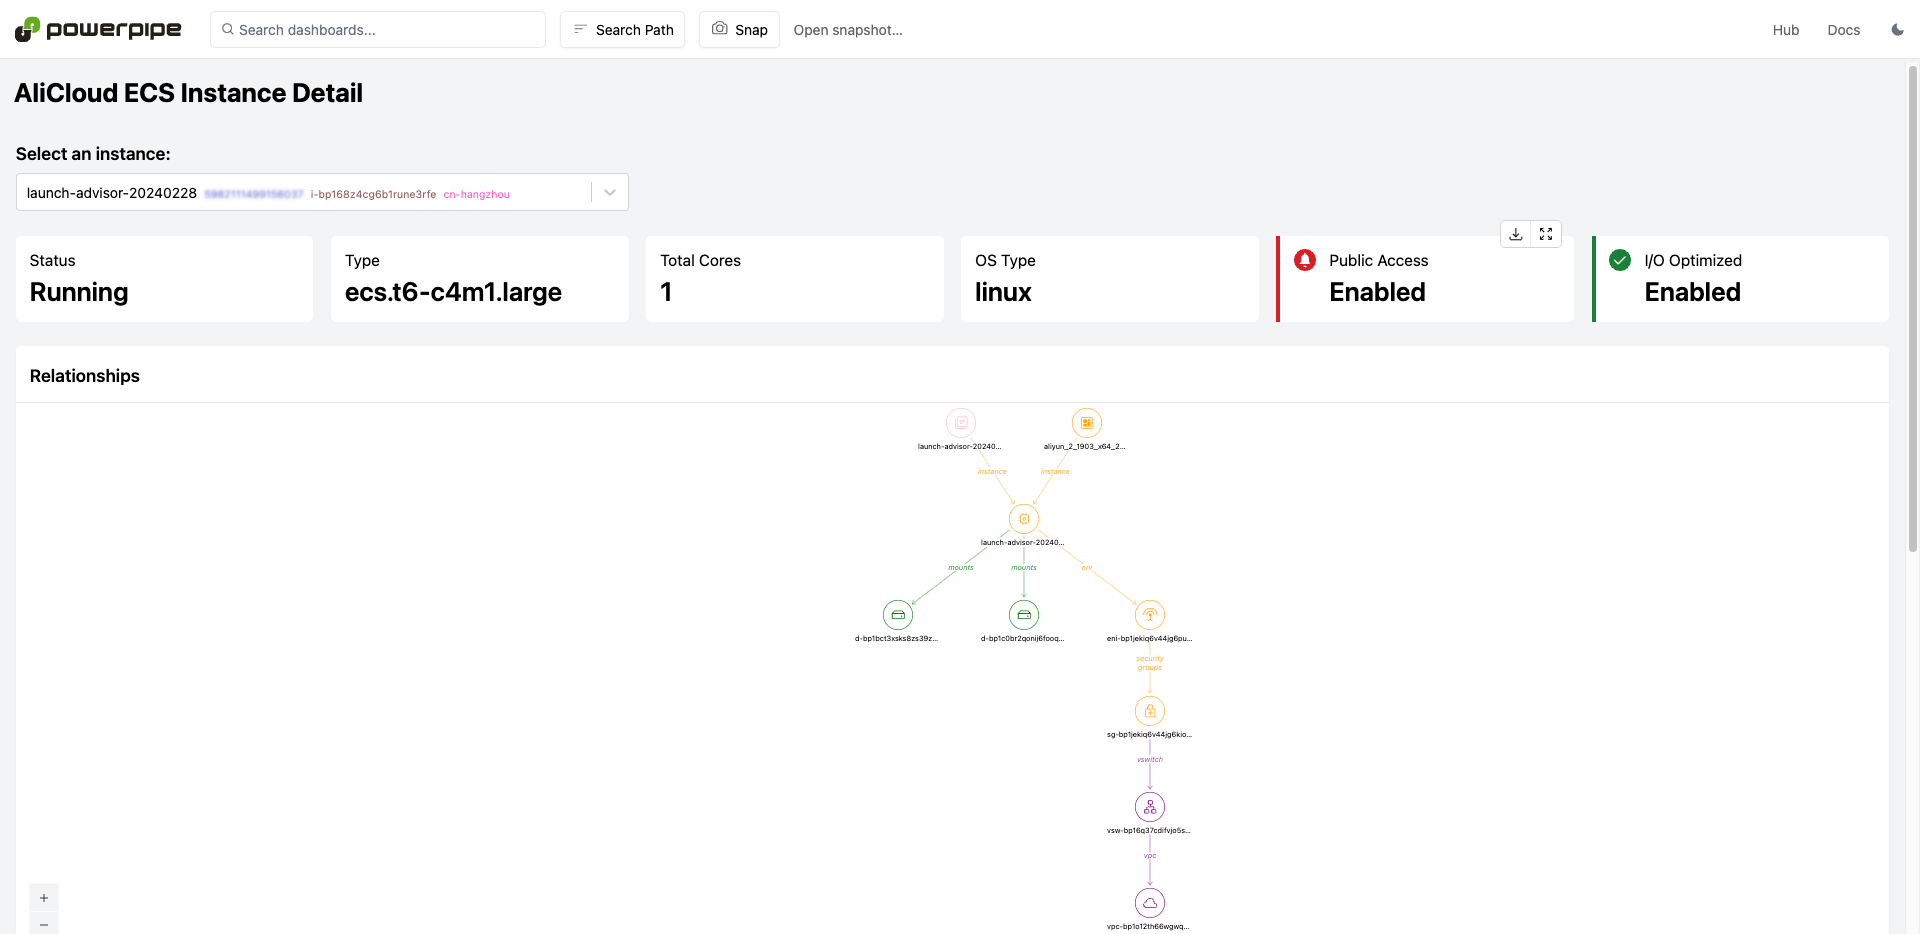 powerpipe
Search dashboards...
Search Path
Snap
Open snapshot...
Hub
Docs
AliCloud ECS Instance Detail
Select an instance:
launch-advisor-20240228 i-bp168z4cg6b1rune3rfe cn-hangzhou
Status
Running
Type
ecs.t6-c4m1.large
Total Cores
1
OS Type
linux
Public Access
Enabled
I/O Optimized
Enabled
Relationships
launch-advisor-20240...
aliyun_2_1903_x64_2...
instance
instance
launch-advisor-20240...
mounts
mounts
eni
d-bp1bct3xsks8zs39z...
d-bp1c0br2qonij6fooq...
eni-bp1jekiq6v44jg6pu...
security
groups
sg-bp1jekiq6v44jg6kio...
vswitch
vsw-bp16q37cdifvjo5s...
vpc
vpc-bp1o12th66wgwq...
+
−